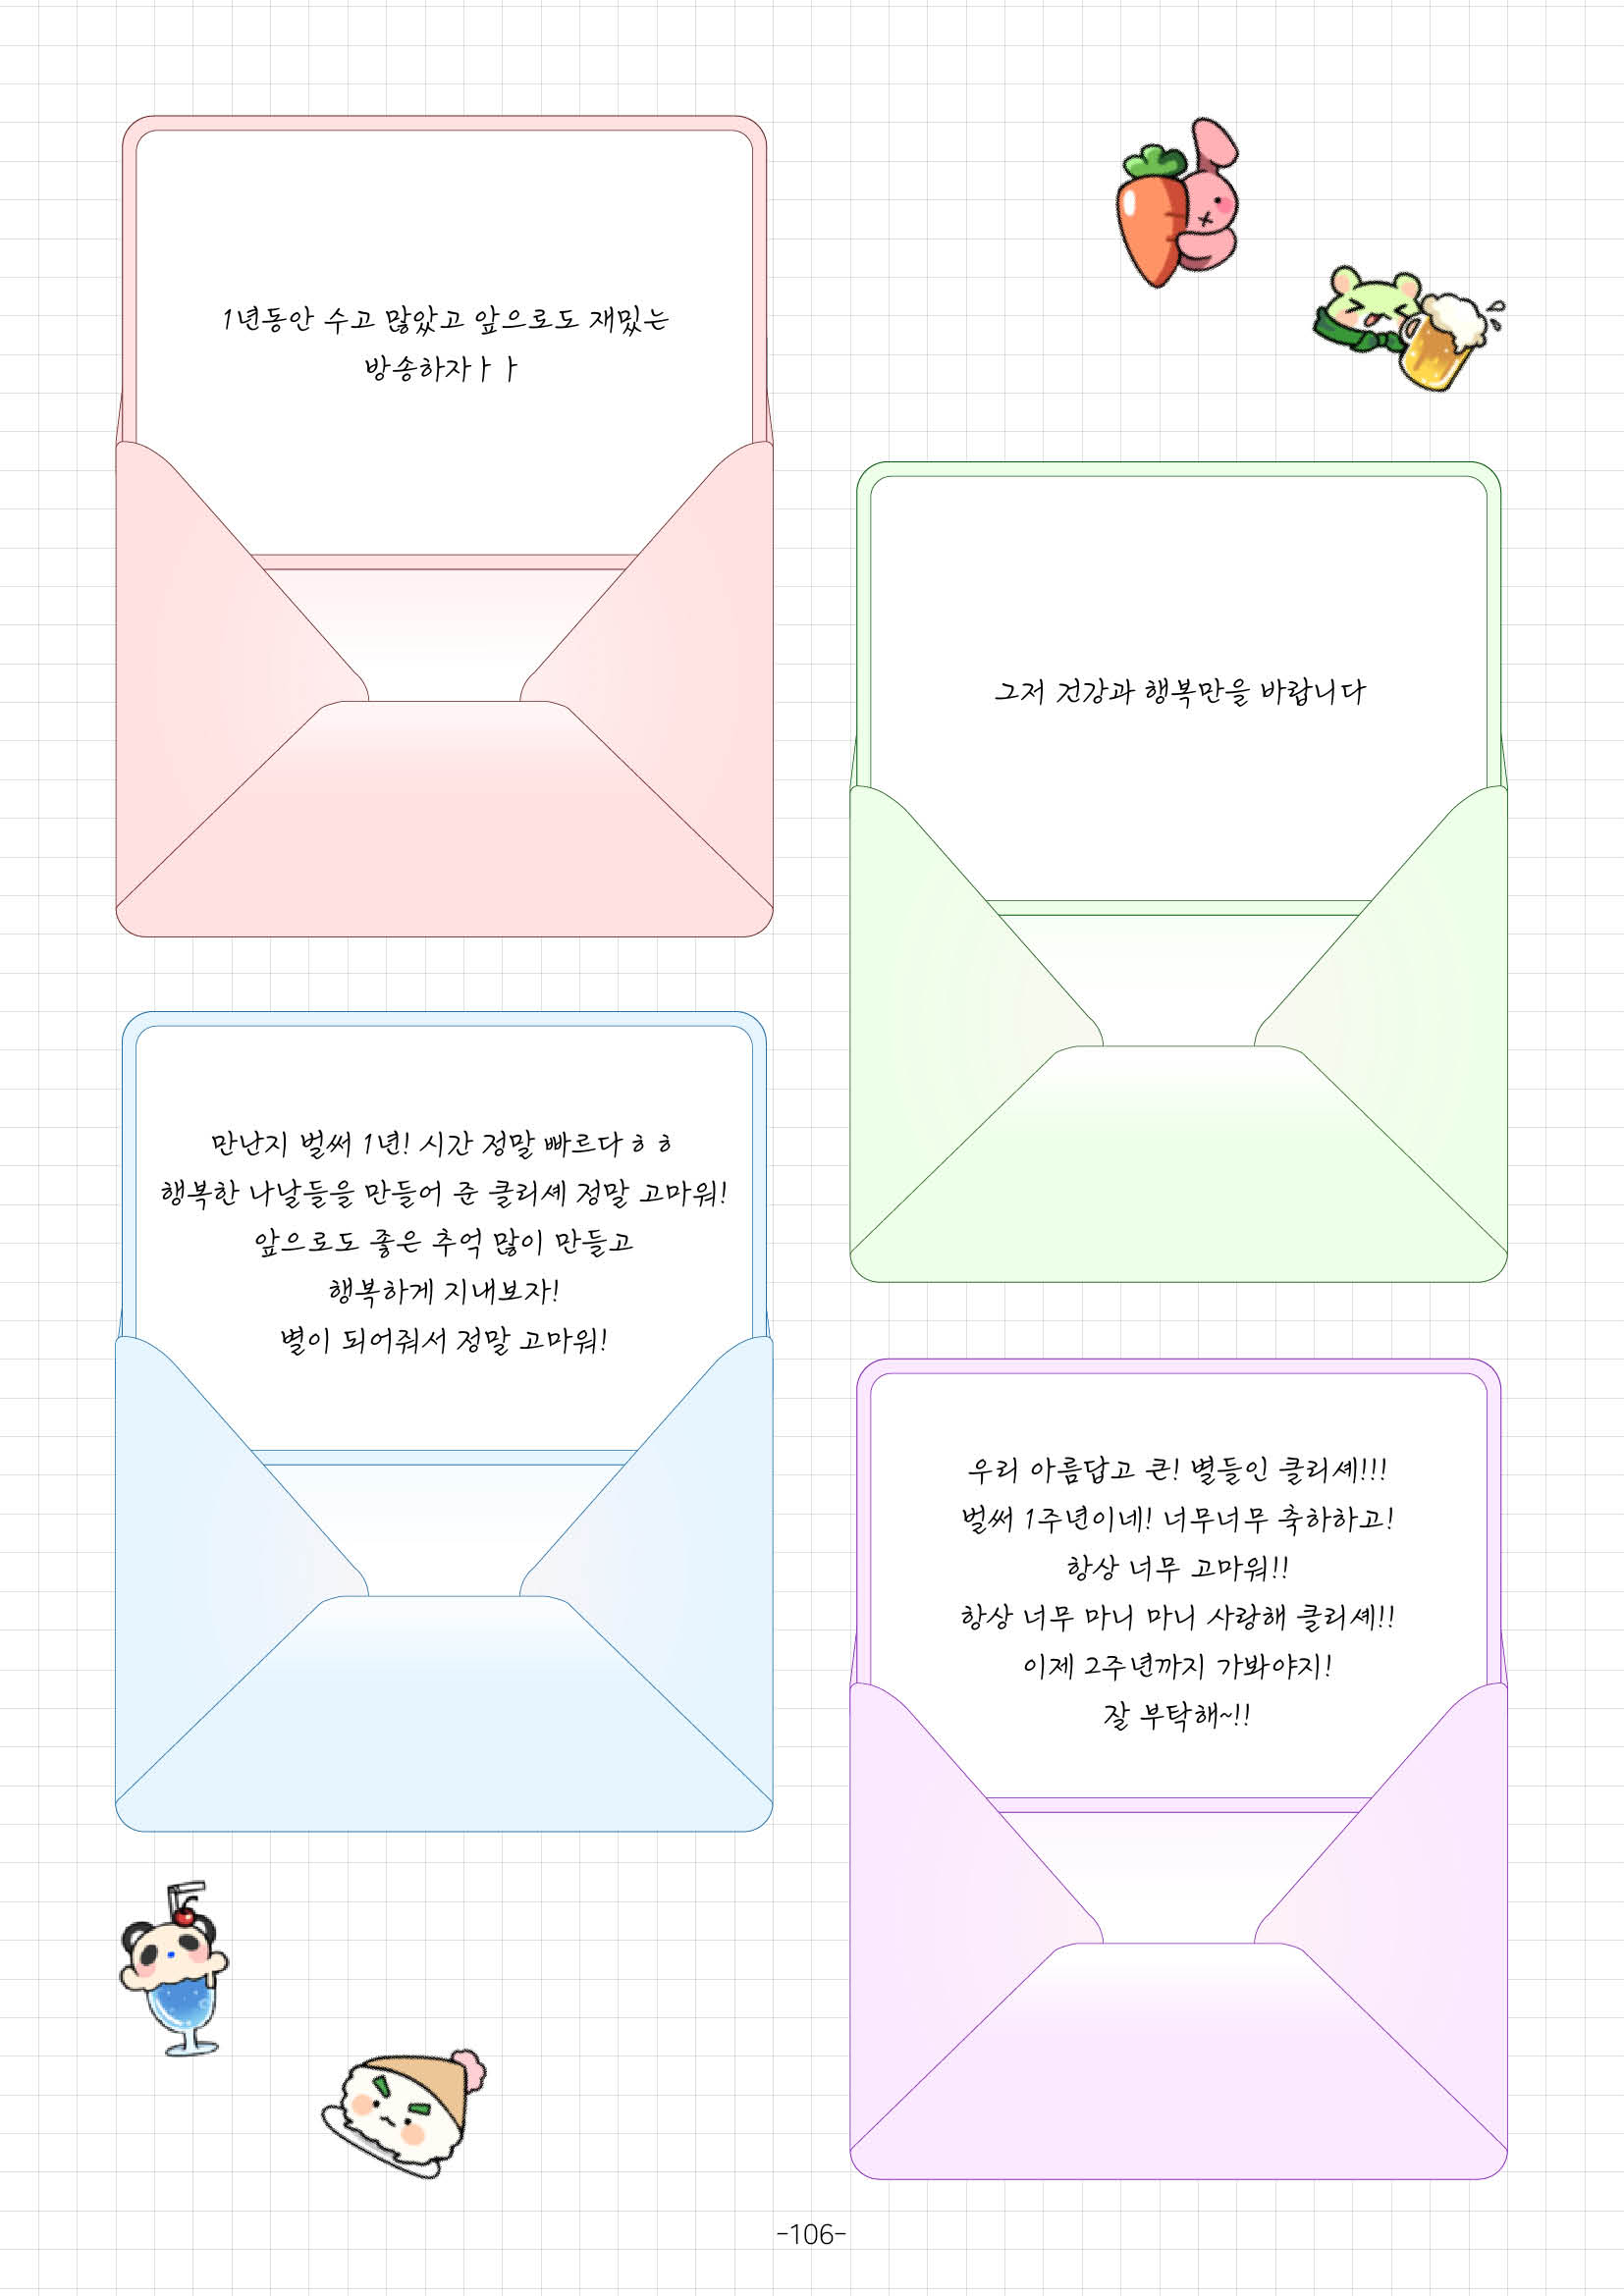 1년동안 수고 많았고 앞으로도 재밌는
방송하자ㅏㅏ
그저 건강과 행복만을 바랍니다
만난지 벌써 1년! 시간 정말 빠르다ㅎㅎ
행복한 나날들을 만들어 준 클리셰 정말 고마워!
앞으로도 좋은 추억 많이 만들고
행복하게 지내보자!
별이 되어줘서 정말 고마워!
우리 아름답고 큰! 별들인 클리셰!!!
벌써 1주년이네! 너무너무 축하하고!
항상 너무 고마워!!
항상 너무 마니 마니 사랑해 클리셰!!
이제 2주년까지 가봐야지!
잘 부탁해~!!
-106-